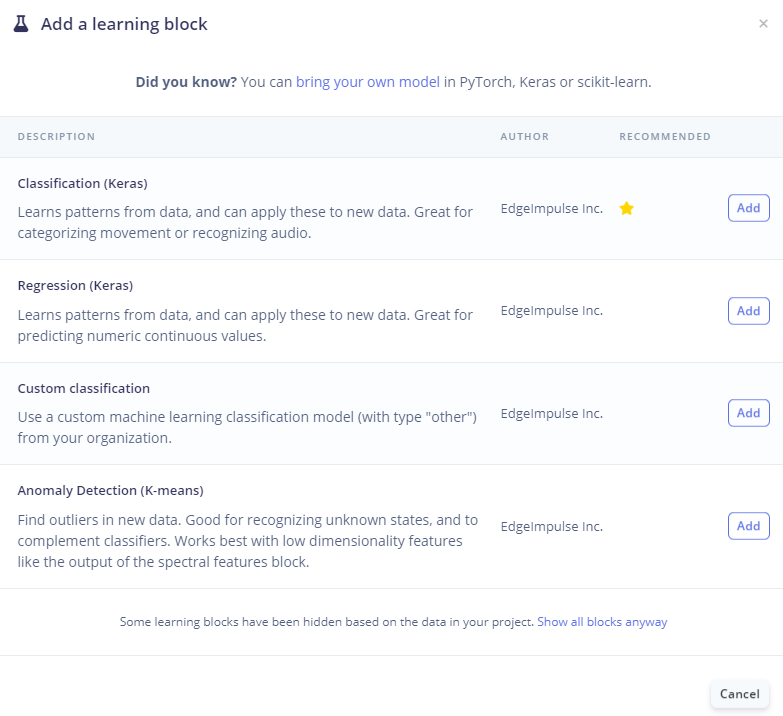 Add a learning block
×
Did you know? You can bring your own model in PyTorch, Keras or scikit-learn.
DESCRIPTION AUTHOR RECOMMENDED
Classification (Keras)
Learns patterns from data, and can apply these to new data. Great for
categorizing movement or recognizing audio.
EdgeImpulse Inc.
Add
Regression (Keras)
Learns patterns from data, and can apply these to new data. Great for
predicting numeric continuous values.
EdgeImpulse Inc.
Add
Custom classification
Use a custom machine learning classification model (with type "other")
from your organization.
EdgeImpulse Inc.
Add
Anomaly Detection (K-means)
Find outliers in new data. Good for recognizing unknown states, and to
complement classifiers. Works best with low dimensionality features
like the output of the spectral features block.
EdgeImpulse Inc.
Add
Some learning blocks have been hidden based on the data in your project. Show all blocks anyway
Cancel